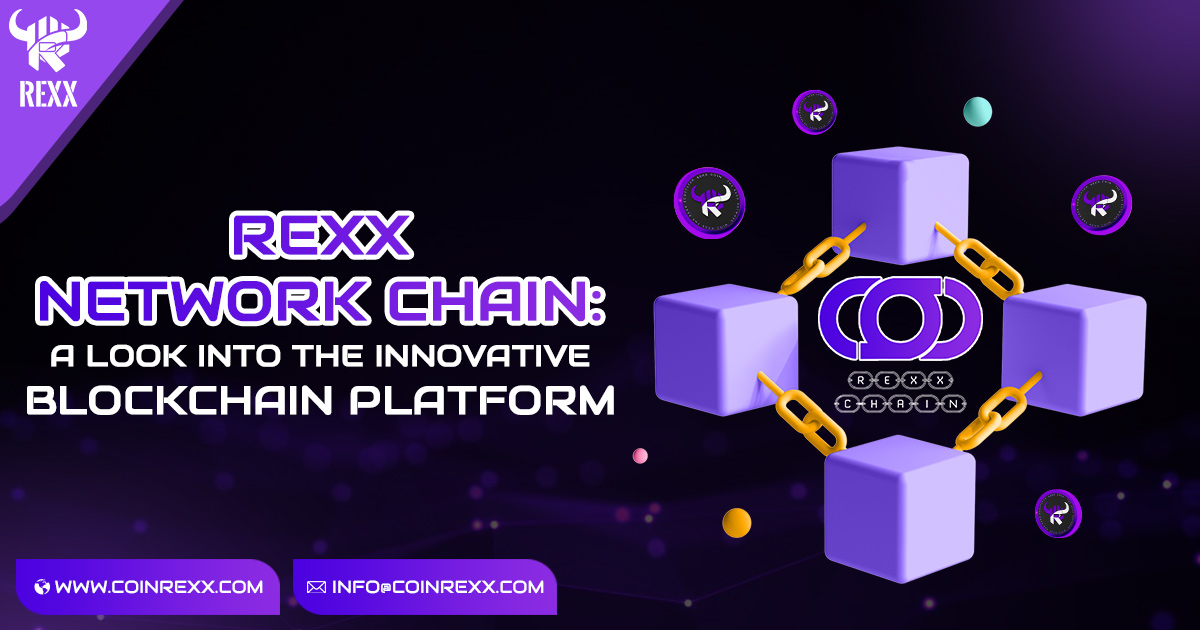 REXX
REXX
NETWORK CHAIN:
A LOOK INTO THE INNOVATIVE
BLOCKCHAIN PLATFORM
REXX
CHAIN
WWW.COINREXX.COM
INFO@COINREXX.COM